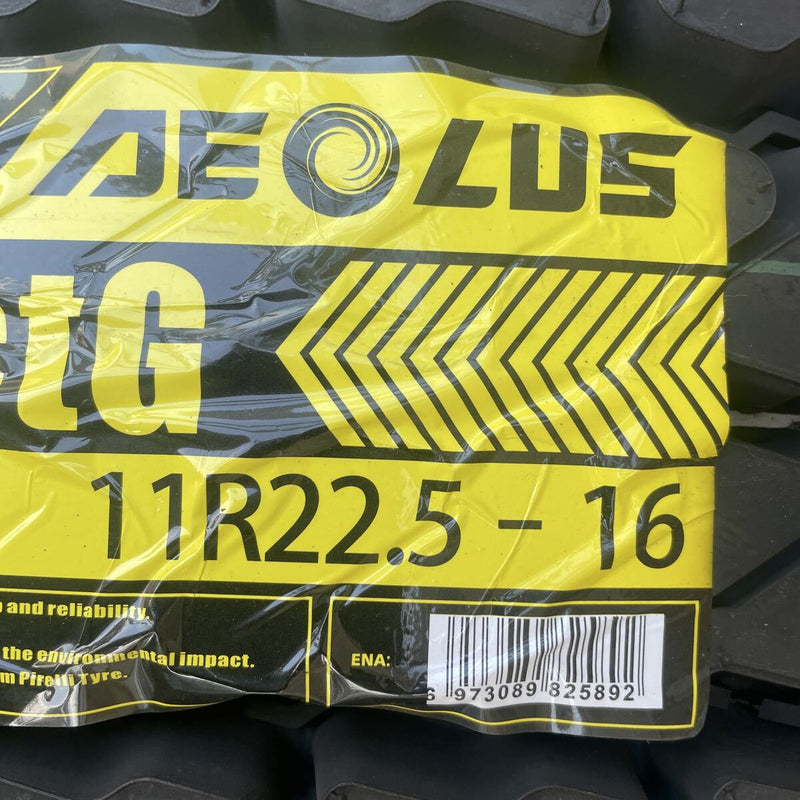 AEOLUS
tG
11R22.5 - 16
and reliability.
the environmental impact.
m Pirelli Tyre.
ENA:
6 973089 825892